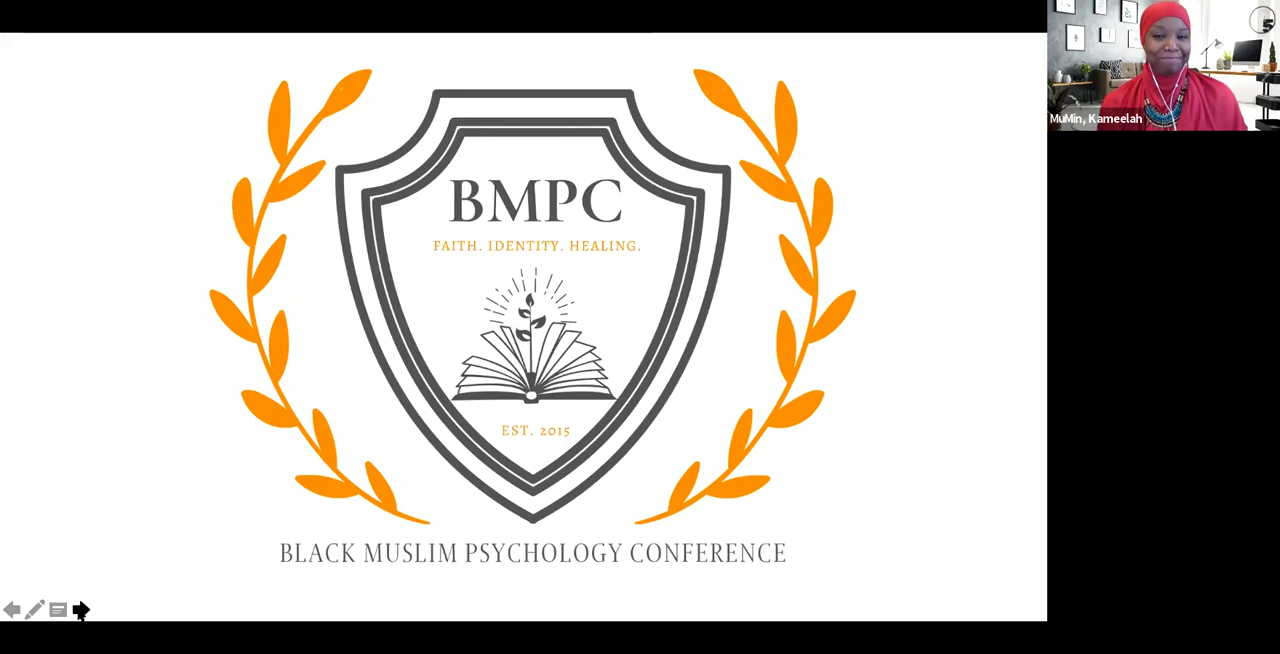 BMPC
FAITH. IDENTITY. HEALING.
EST. 2015
BLACK MUSLIM PSYCHOLOGY CONFERENCE
MuMin, Kameelah